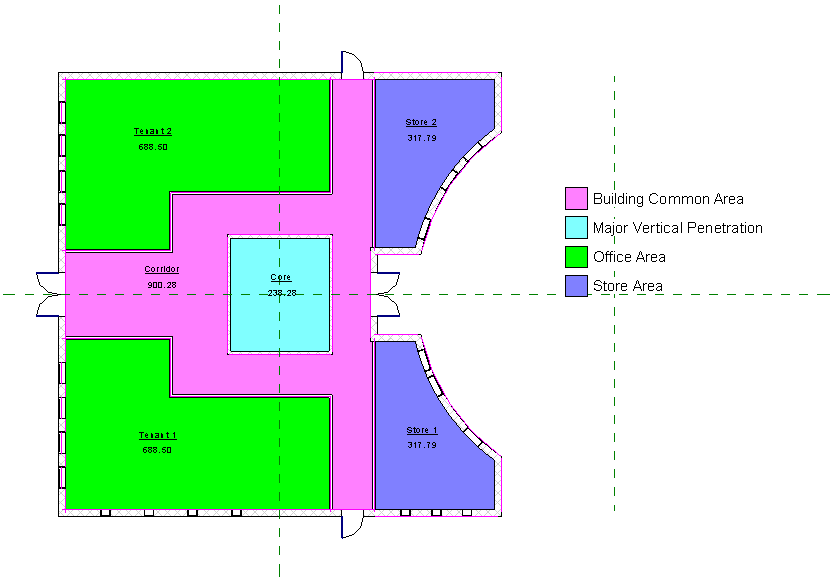 Tenant 2
688.50
Store 2
317.79
Building Common Area
Major Vertical Penetration
Office Area
Store Area
Corridor
900.28
Core
238.28
Tenant 1
688.50
Store 1
317.79